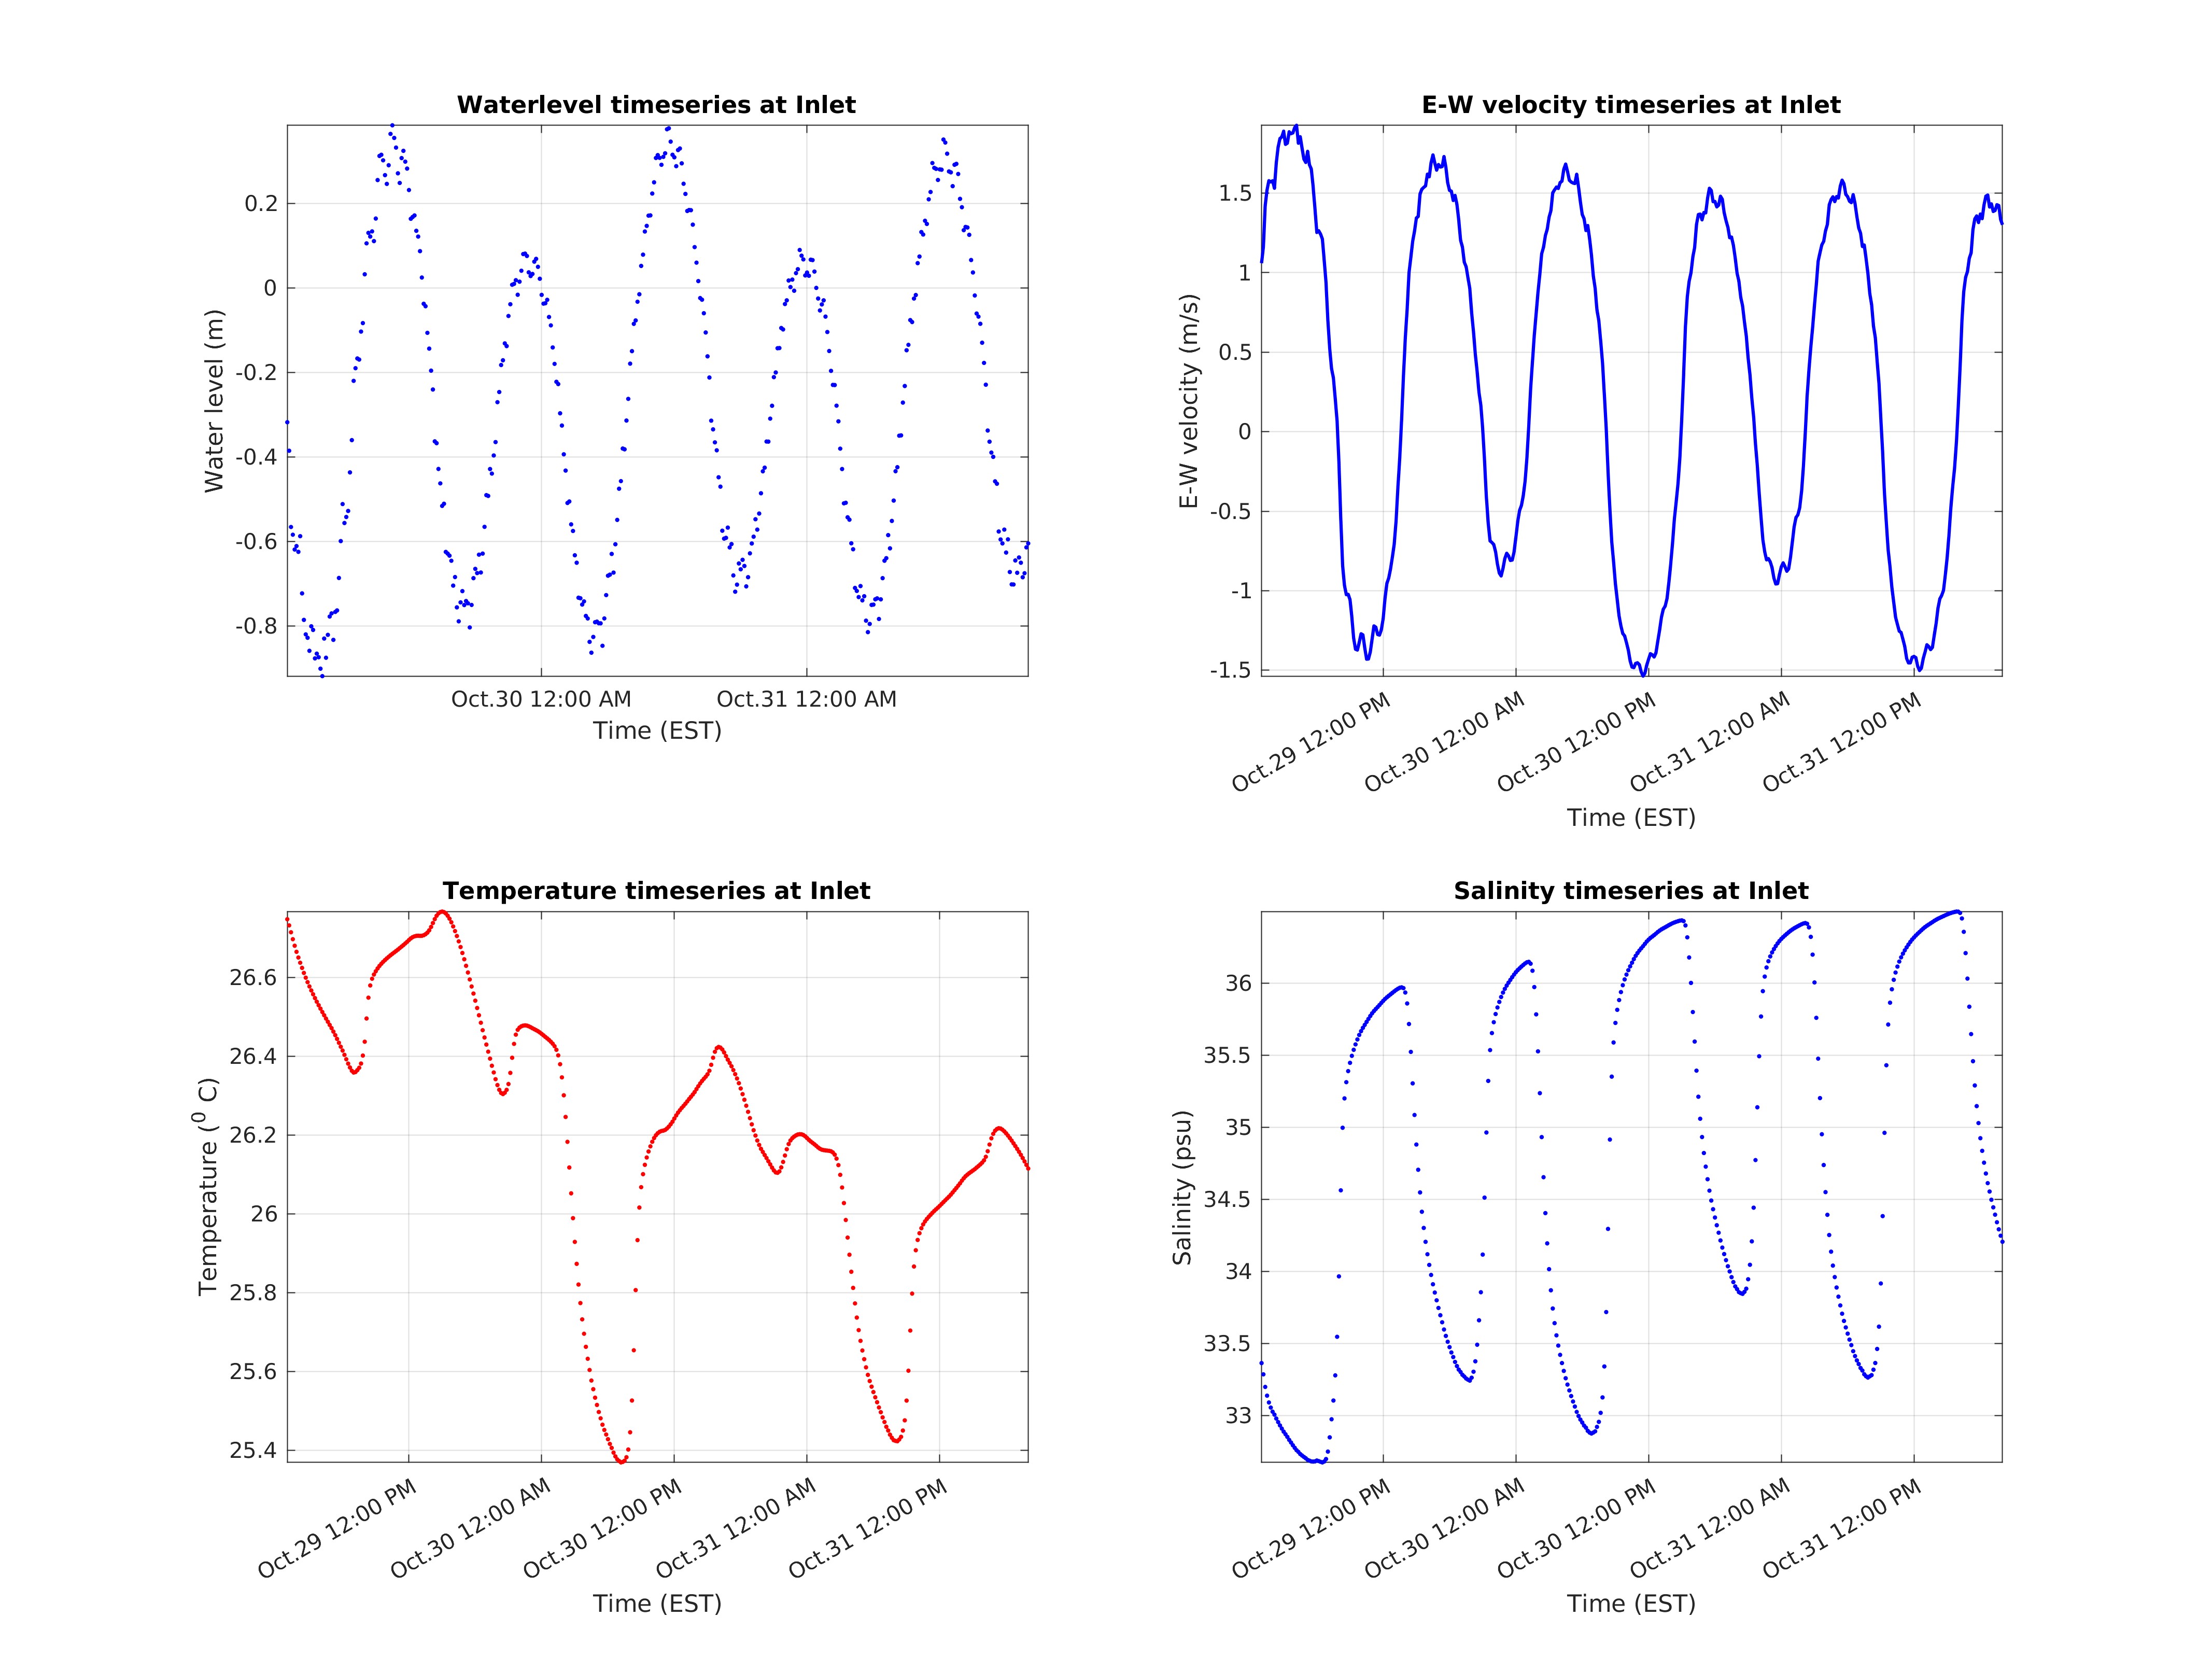 Waterlevel timeseries at Inlet
0.2
0
-0.2
-0.4
-0.6
-0.8
Water level (m)
Oct.30 12:00 AM
Oct.31 12:00 AM
Time (EST)
E-W velocity timeseries at Inlet
1.5
1
0.5
0
-0.5
-1
-1.5
E-W velocity (m/s)
Oct.29 12:00 PM
Oct.30 12:00 AM
Oct.30 12:00 PM
Oct.31 12:00 AM
Oct.31 12:00 PM
Time (EST)
Temperature timeseries at Inlet
26.6
26.4
26.2
26
25.8
25.6
25.4
Temperature (⁰ C)
Oct.29 12:00 PM
Oct.30 12:00 AM
Oct.30 12:00 PM
Oct.31 12:00 AM
Oct.31 12:00 PM
Time (EST)
Salinity timeseries at Inlet
36
35.5
35
34.5
34
33.5
33
Salinity (psu)
Oct.29 12:00 PM
Oct.30 12:00 AM
Oct.30 12:00 PM
Oct.31 12:00 AM
Oct.31 12:00 PM
Time (EST)